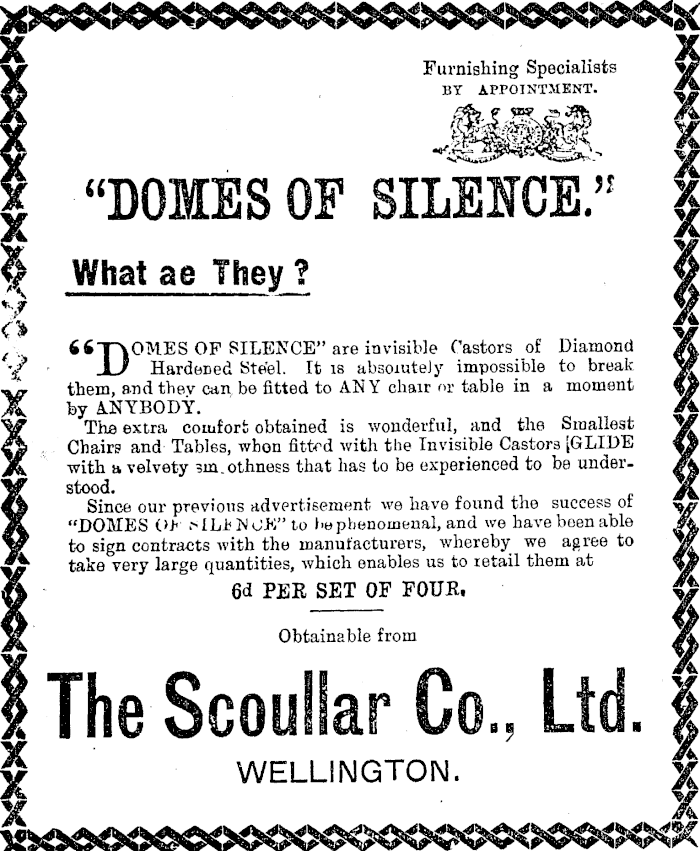 Furnishing Specialists
BY APPOINTMENT.
“DOMES OF SILENCE.”
What ae They ?
“DOMES OF SILENCE” are invisible Castors of Diamond
Hardened Steel. It is absolutely impossible to break
them, and they can be fitted to ANY chair or table in a moment
by ANYBODY.
The extra comfort obtained is wonderful, and the Smallest
Chairs and Tables, when fitted with the Invisible Castors [GLIDE
with a velvety sm othness that has to be experienced to be under-
stood.
Since our previous advertisement we have found the success of
“DOMES OF SILENCE” to be phenomenal, and we have been able
to sign contracts with the manufacturers, whereby we agree to
take very large quantities, which enables us to retail them at
6d PER SET OF FOUR.
Obtainable from
The Scoullar Co., Ltd.
WELLINGTON.